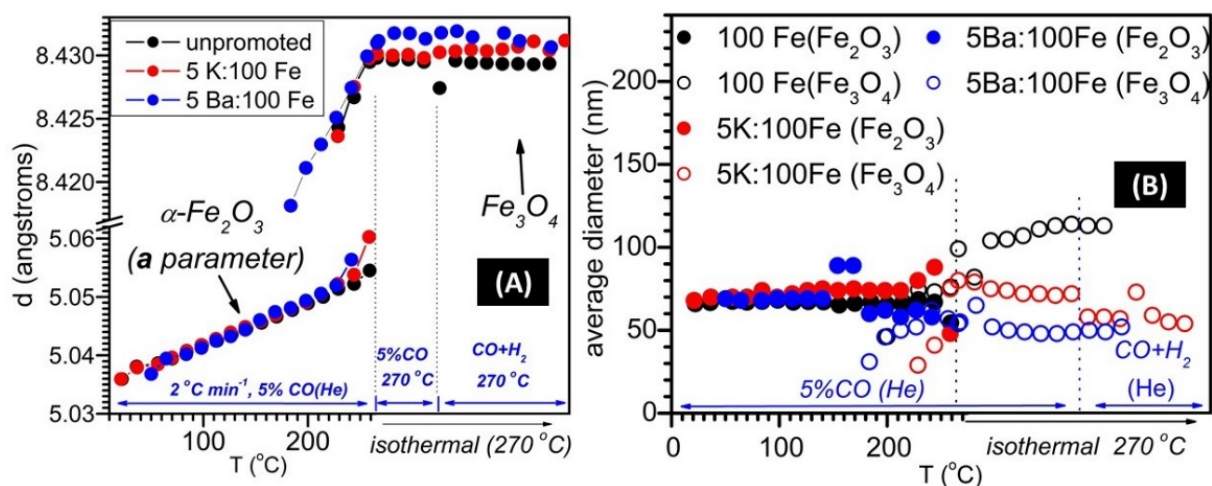 8.430
8.425
8.420
5.06
5.05
5.04
5.03
d (angstroms)
unpromoted
5 K:100 Fe
5 Ba:100 Fe
α-Fe₂O₃
(a parameter)
Fe₃O₄
(A)
2 °C min⁻¹, 5% CO(He)
5%CO
270 °C
CO+H₂
270 °C
100
200
isothermal (270 °C)
T (°C)
200
150
100
50
0
average diameter (nm)
100 Fe(Fe₂O₃)
100 Fe(Fe₃O₄)
5K:100Fe (Fe₂O₃)
5K:100Fe (Fe₃O₄)
5Ba:100Fe (Fe₂O₃)
5Ba:100Fe (Fe₃O₄)
(B)
5%CO (He)
CO+H₂
(He)
0
100
200
isothermal 270 °C
T (°C)